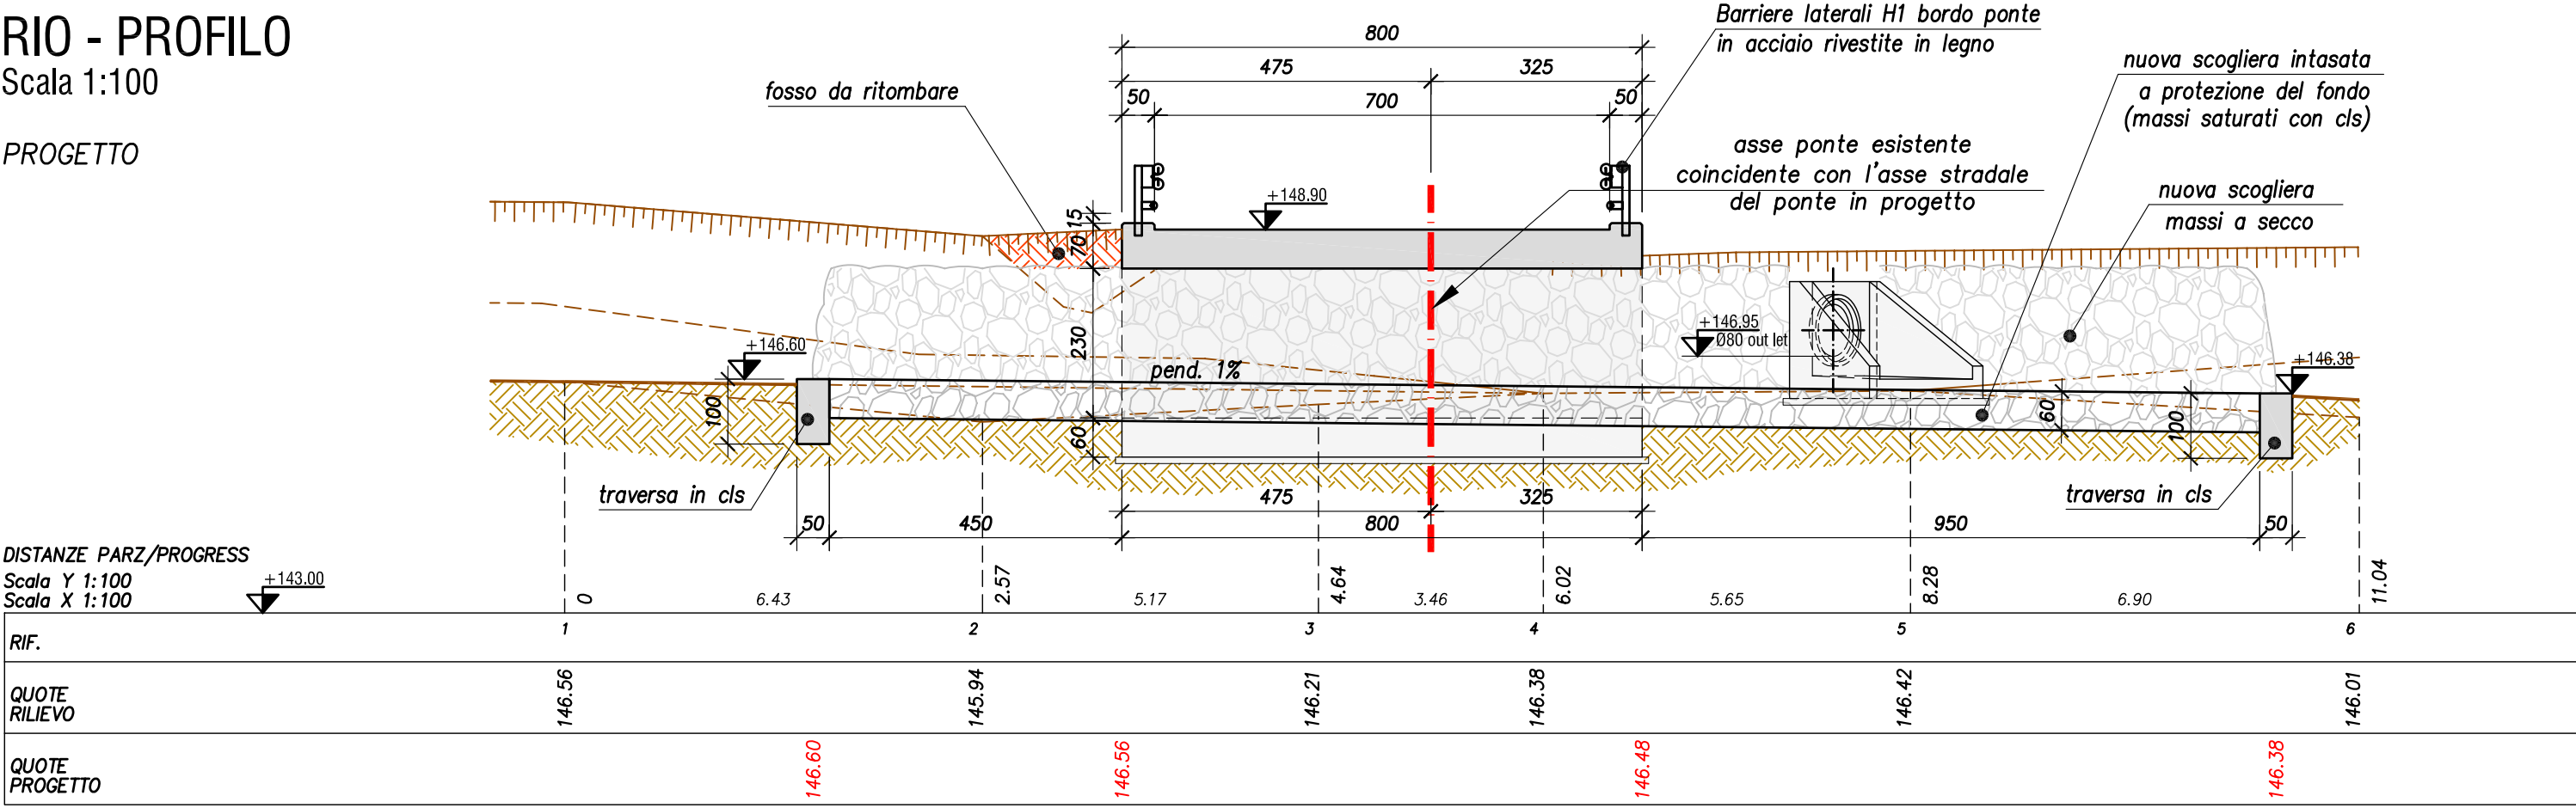 RIO - PROFILO
Scala 1:100
PROGETTO
fosso da ritombare
800
475
325
50
700
50
Barriere laterali H1 bordo ponte
in acciaio rivestite in legno
nuova scogliera intasata
a protezione del fondo
(massi saturati con cls)
asse ponte esistente
coincidente con l'asse stradale
del ponte in progetto
nuova scogliera
massi a secco
15
70
+148.90
230
+146.60
pend. 1%
+146.95
Ø80 out let
+146.38
100
60
60
100
traversa in cls
traversa in cls
475
325
50
450
800
950
50
DISTANZE PARZ/PROGRESS
Scala Y 1:100
Scala X 1:100
+143.00
0
6.43
2.57
5.17
4.64
3.46
6.02
5.65
8.28
6.90
11.04
RIF.
1
2
3
4
5
6
QUOTE
RILIEVO
146.56
145.94
146.21
146.38
146.42
146.01
QUOTE
PROGETTO
146.60
146.56
146.48
146.38